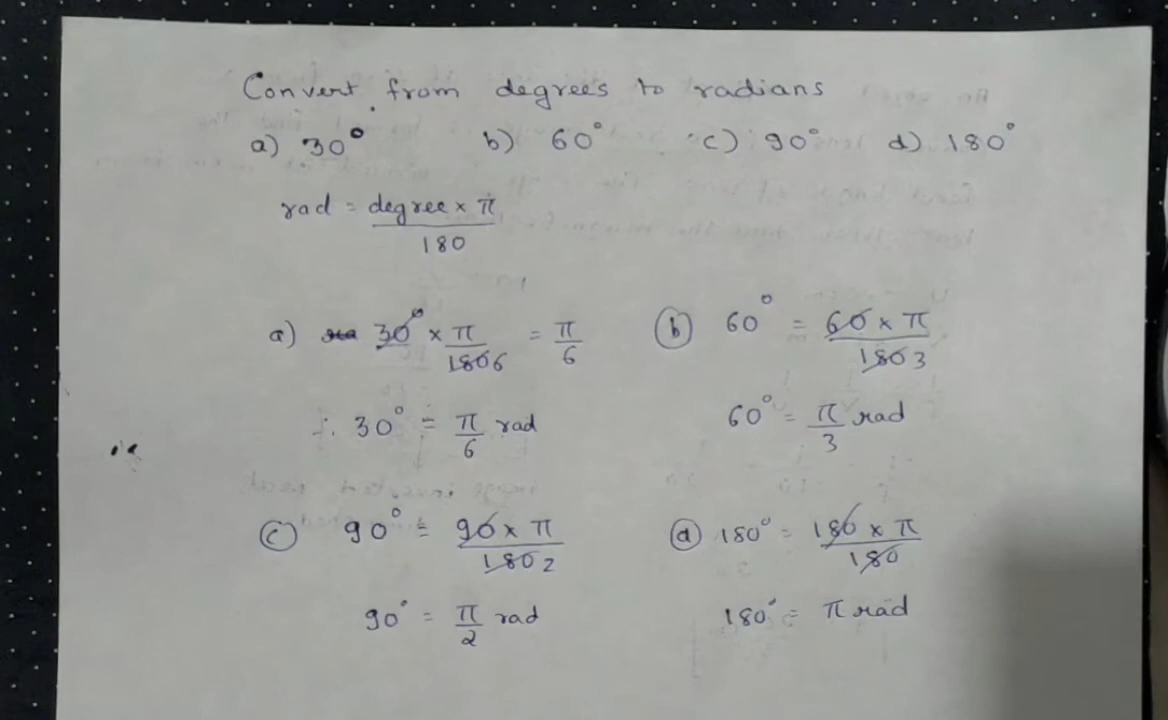 Convert from degrees to radians
a) 30° b) 60° c) 90° d) 180°
rad = degree × π
180
a) 30° × π = π
180 6 6
(b) 60° = 60 × π
180 3
∴ 30° = π rad
6
60° = π rad
3
(c) 90° = 90 × π
180 2
(d) 180° = 180 × π
180
90° = π rad
2
180° = π rad